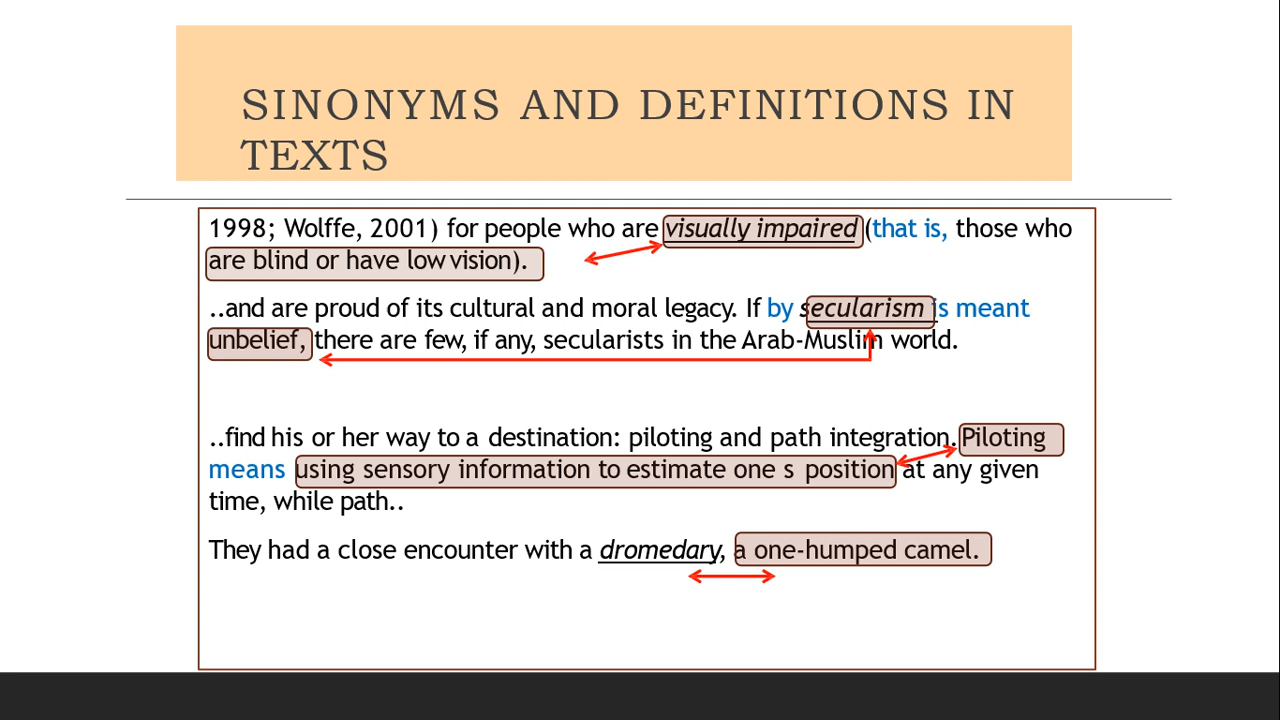 SINONYMS AND DEFINITIONS IN
TEXTS
1998; Wolffe, 2001) for people who are visually impaired (that is, those who
are blind or have low vision).
..and are proud of its cultural and moral legacy. If by secularism is meant
unbelief, there are few, if any, secularists in the Arab-Muslim world.
..find his or her way to a destination: piloting and path integration. Piloting
means using sensory information to estimate one s position at any given
time, while path..
They had a close encounter with a dromedary, a one-humped camel.